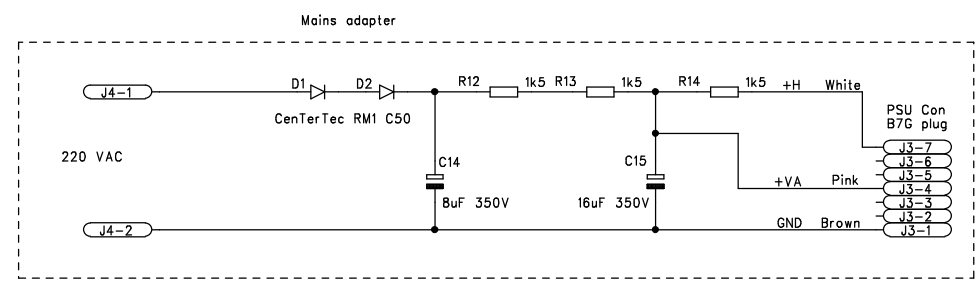 Mains adapter
D1 D2 R12 1k5 R13 1k5 R14 1k5 +H White
J4-1
PSU Con
B7G plug
CenTerTec RM1 C50
J3-7
220 VAC C14 C15 J3-6
J3-5
+VA Pink J3-4
8uF 350V 16uF 350V J3-3
J3-2
J4-2 GND Brown J3-1